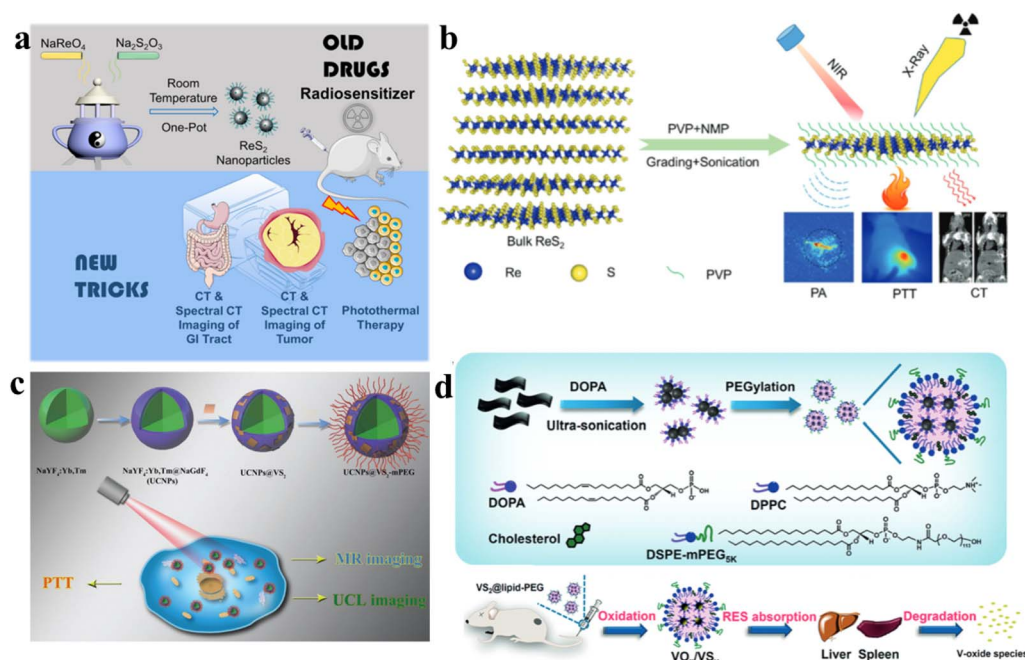 a
NaReO₄
Na₂S₂O₃
OLD
DRUGS
Radiosensitizer
Room
Temperature
One-Pot
ReS₂
Nanoparticles
NEW
TRICKS
CT &
Spectral CT
Imaging of
GI Tract
CT &
Spectral CT
Imaging of
Tumor
Photothermal
Therapy
b
NIR
X-Ray
PVP+NMP
Grading+Sonication
Bulk ReS₂
Re
S
PVP
PA
PTT
CT
c
NaYF₄:Yb,Tm
NaYF₄:Yb,Tm@NaGdF₄
(UCNPs)
UCNPs@VS₂
UCNPs@VS₂-mPEG
PTT
MR imaging
UCL imaging
d
DOPA
Ultra-sonication
PEGylation
DOPA
DPPC
Cholesterol
DSPE-mPEG₅ₖ
VS₂@lipid-PEG
Oxidation
RES absorption
Degradation
Liver
Spleen
V-oxide species